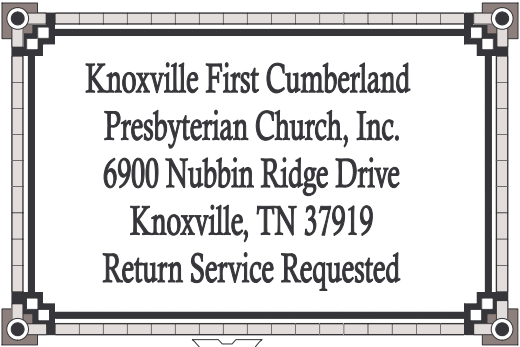 Knoxville First Cumberland
Presbyterian Church, Inc.
6900 Nubbin Ridge Drive
Knoxville, TN 37919
Return Service Requested